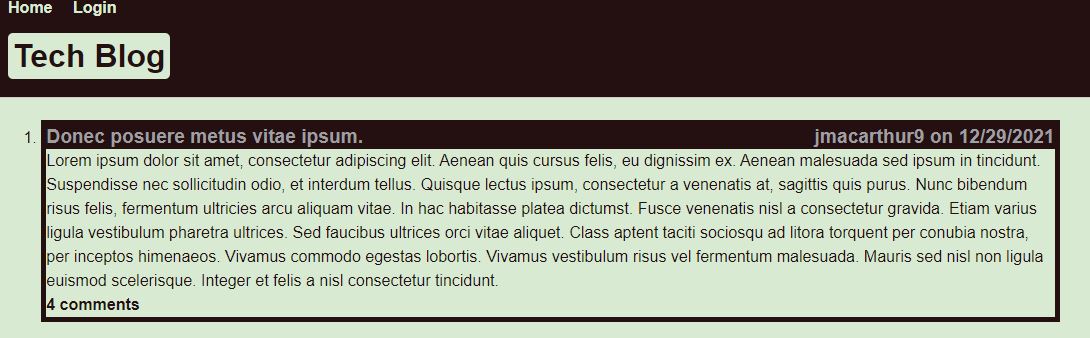 Home Login
Tech Blog
1. Donec posuere metus vitae ipsum. jmacarthur9 on 12/29/2021
Lorem ipsum dolor sit amet, consectetur adipiscing elit. Aenean quis cursus felis, eu dignissim ex. Aenean malesuada sed ipsum in tincidunt.
Suspendisse nec sollicitudin odio, et interdum tellus. Quisque lectus ipsum, consectetur a venenatis at, sagittis quis purus. Nunc bibendum
risus felis, fermentum ultricies arcu aliquam vitae. In hac habitasse platea dictumst. Fusce venenatis nisl a consectetur gravida. Etiam varius
ligula vestibulum pharetra ultrices. Sed faucibus ultrices orci vitae aliquet. Class aptent taciti sociosqu ad litora torquent per conubia nostra,
per inceptos himenaeos. Vivamus commodo egestas lobortis. Vivamus vestibulum risus vel fermentum malesuada. Mauris sed nisl non ligula
euismod scelerisque. Integer et felis a nisl consectetur tincidunt.
4 comments